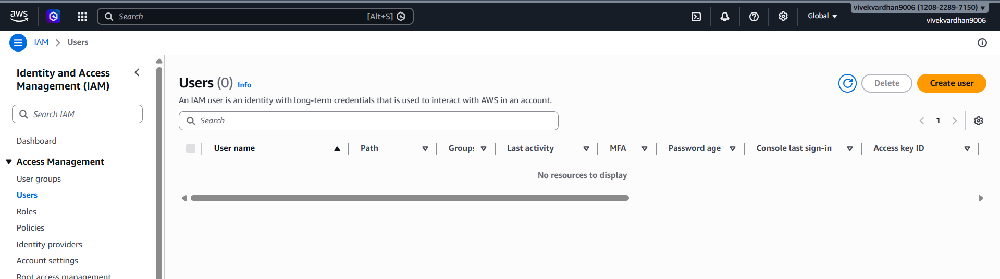 aws
Search
[Alt+S]
Global
vivekvardhan9006 (1208-2289-7150)
vivekvardhan9006
IAM
Users
Identity and Access
Management (IAM)
Search IAM
Dashboard
Access Management
User groups
Users
Roles
Policies
Identity providers
Account settings
Root access management
Users (0) Info
Delete
Create user
An IAM user is an identity with long-term credentials that is used to interact with AWS in an account.
Search
1
User name
Path
Groups
Last activity
MFA
Password age
Console last sign-in
Access key ID
No resources to display